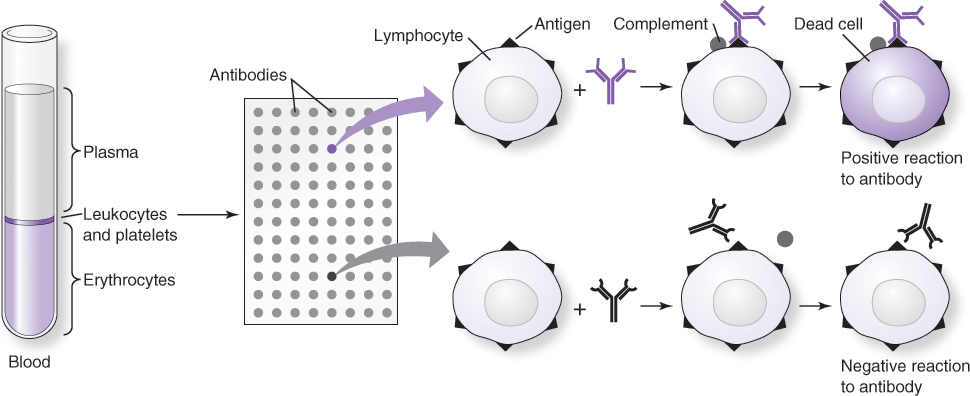 Plasma
Leukocytes
and platelets
Erythrocytes
Blood
Antibodies
Lymphocyte
Antigen
+
Complement
Dead cell
Positive reaction
to antibody
+
Negative reaction
to antibody